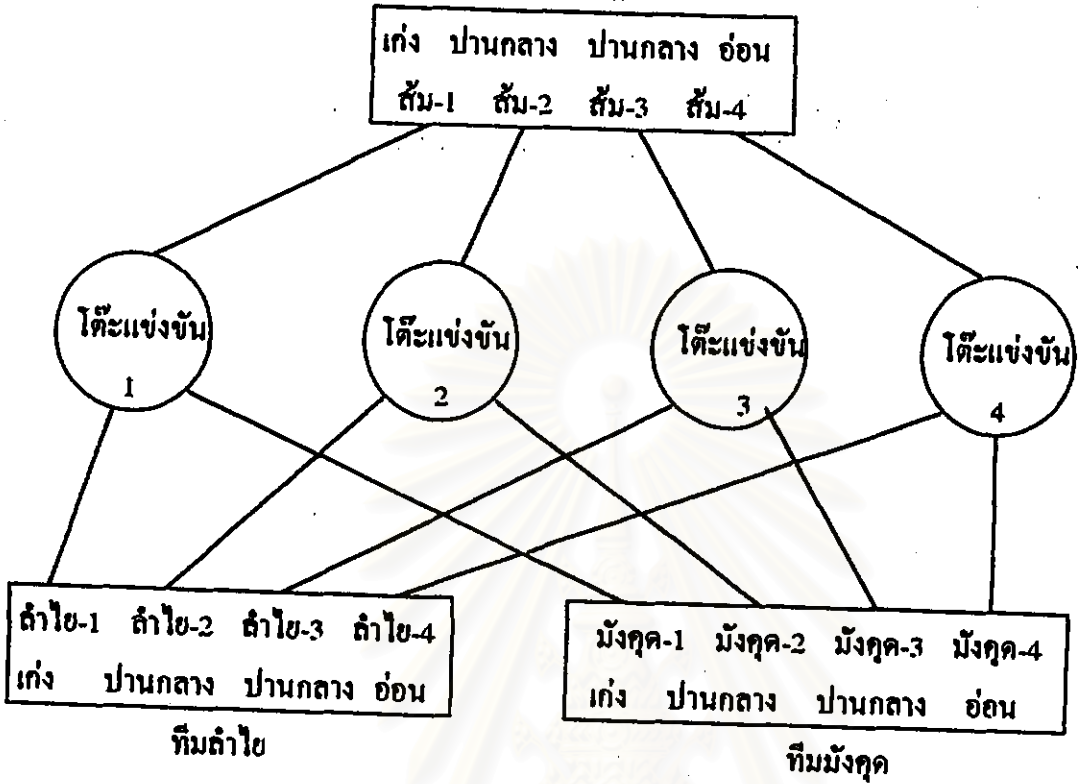 เก่ง ปานกลาง ปานกลาง อ่อน
ส้ม-1 ส้ม-2 ส้ม-3 ส้ม-4
โต๊ะแข่งขัน
1
โต๊ะแข่งขัน
2
โต๊ะแข่งขัน
3
โต๊ะแข่งขัน
4
ลำไย-1 ลำไย-2 ลำไย-3 ลำไย-4
เก่ง ปานกลาง ปานกลาง อ่อน
ทีมลำไย
มังคุด-1 มังคุด-2 มังคุด-3 มังคุด-4
เก่ง ปานกลาง ปานกลาง อ่อน
ทีมมังคุด